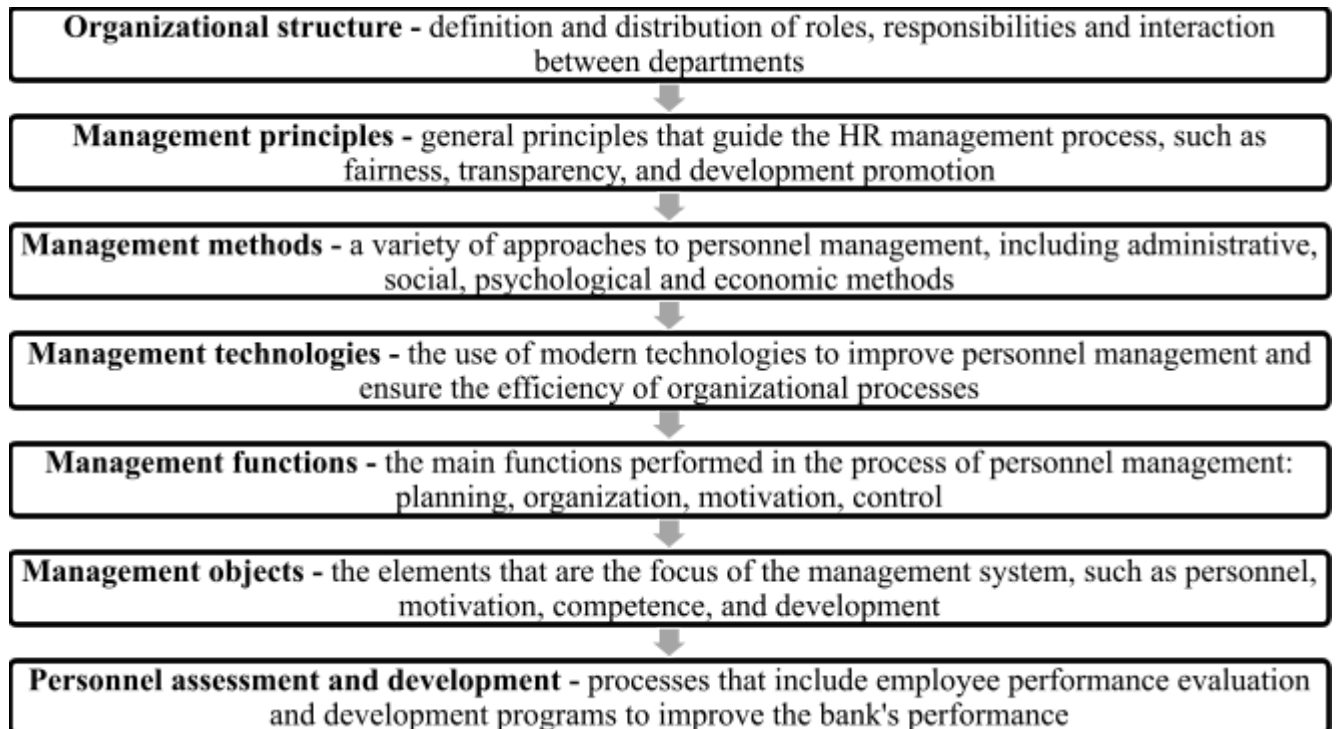 Organizational structure - definition and distribution of roles, responsibilities and interaction
between departments
Management principles - general principles that guide the HR management process, such as
fairness, transparency, and development promotion
Management methods - a variety of approaches to personnel management, including administrative,
social, psychological and economic methods
Management technologies - the use of modern technologies to improve personnel management and
ensure the efficiency of organizational processes
Management functions - the main functions performed in the process of personnel management:
planning, organization, motivation, control
Management objects - the elements that are the focus of the management system, such as personnel,
motivation, competence, and development
Personnel assessment and development - processes that include employee performance evaluation
and development programs to improve the bank's performance